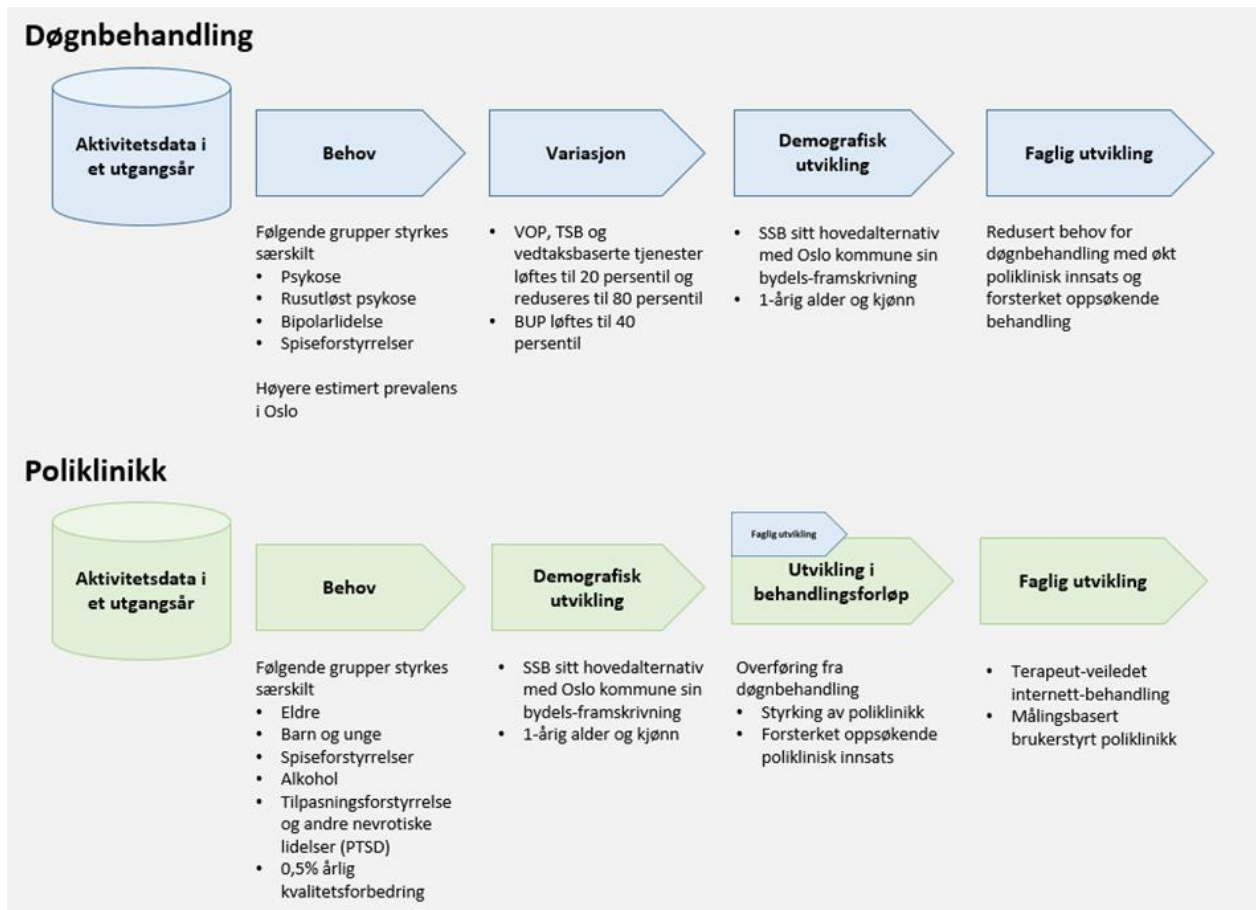 Døgnbehandling
Aktivitetsdata i
et utgangsår
Behov
Følgende grupper styrkes
særskilt
• Psykose
• Rusutløst psykose
• Bipolarlidelse
• Spiseforstyrrelser
Høyere estimert prevalens
i Oslo
Variasjon
• VOP, TSB og
vedtaksbaserte tjenester
løftes til 20 persentil og
reduseres til 80 persentil
• BUP løftes til 40
persentil
Demografisk
utvikling
• SSB sitt hovedalternativ
med Oslo kommune sin
bydels-framskrivning
• 1-årig alder og kjønn
Faglig utvikling
Redusert behov for
døgnbehandling med økt
poliklinisk innsats og
forsterket oppsøkende
behandling
Poliklinikk
Aktivitetsdata i
et utgangsår
Behov
Følgende grupper styrkes
særskilt
• Eldre
• Barn og unge
• Spiseforstyrrelser
• Alkohol
• Tilpasningsforstyrrelse
og andre nevrotiske
lidelser (PTSD)
• 0,5% årlig
kvalitetsforbedring
Demografisk
utvikling
• SSB sitt hovedalternativ
med Oslo kommune sin
bydels-framskrivning
• 1-årig alder og kjønn
Faglig utvikling
Utvikling i
behandlingsforløp
Overføring fra
døgnbehandling
• Styrking av poliklinikk
• Forsterket oppsøkende
poliklinisk innsats
Faglig utvikling
• Terapeut-veiledet
internett-behandling
• Målingsbasert
brukerstyrt poliklinikk